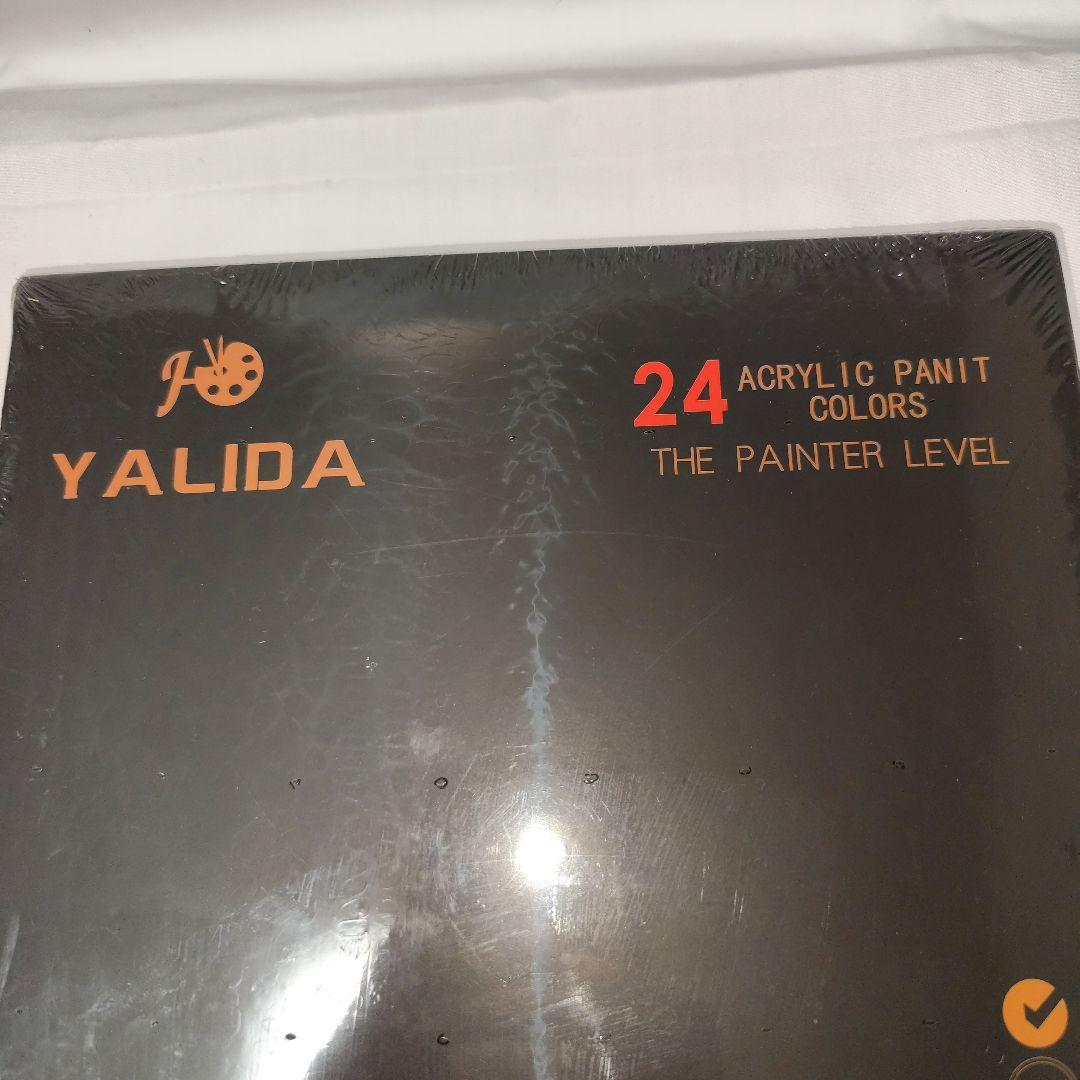 YALIDA
24 ACRYLIC PANIT
COLORS
THE PAINTER LEVEL